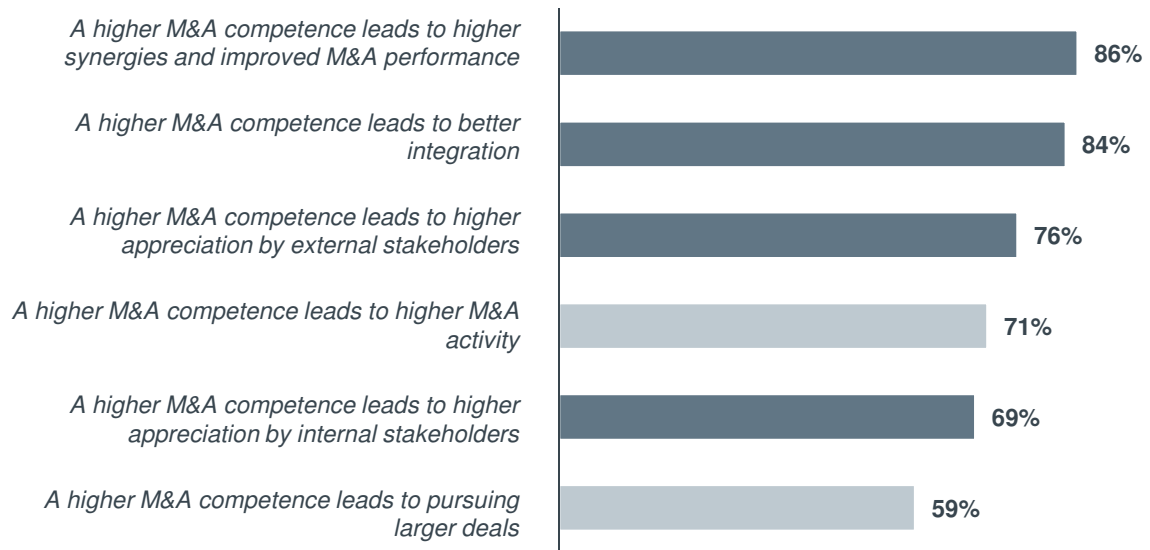 A higher M&A competence leads to higher
synergies and improved M&A performance
86%
A higher M&A competence leads to better
integration
84%
A higher M&A competence leads to higher
appreciation by external stakeholders
76%
A higher M&A competence leads to higher M&A
activity
71%
A higher M&A competence leads to higher
appreciation by internal stakeholders
69%
A higher M&A competence leads to pursuing
larger deals
59%